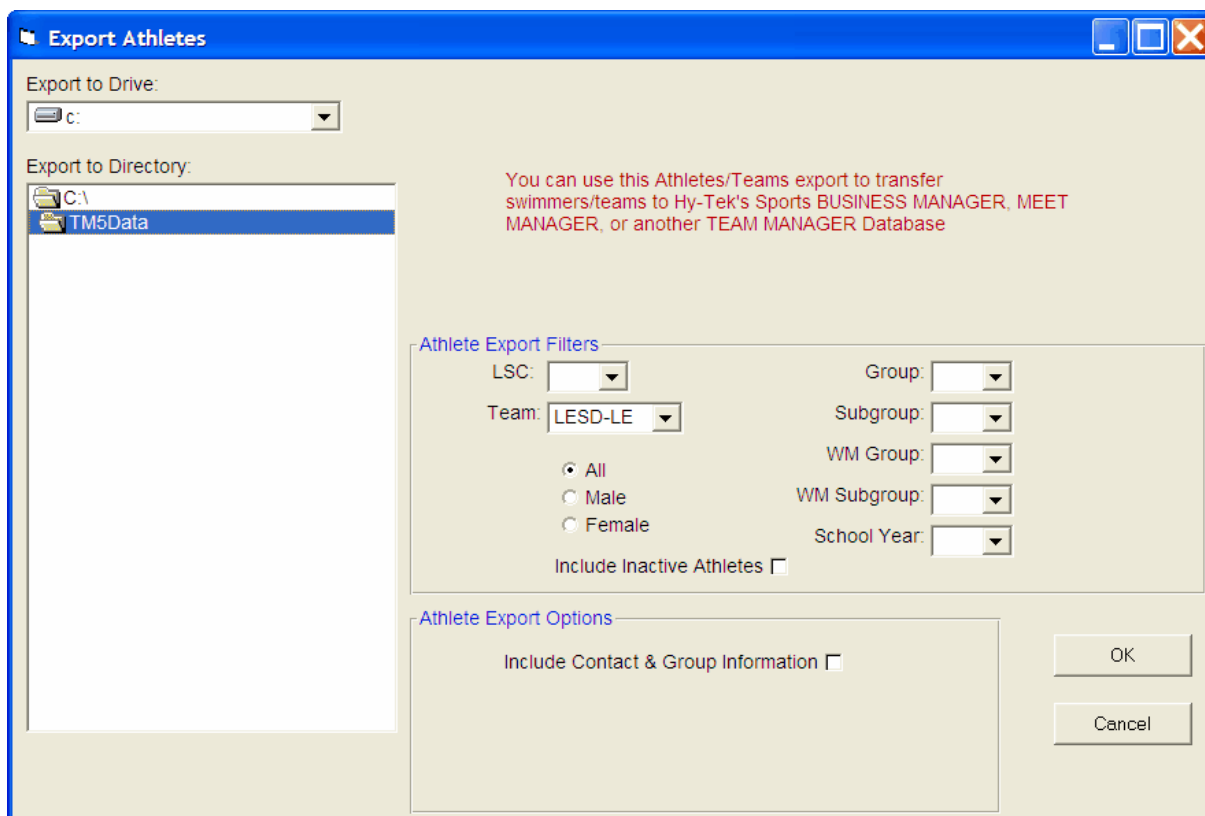 Export Athletes
Export to Drive:
c:
Export to Directory:
C:\
TM5Data
You can use this Athletes/Teams export to transfer
swimmers/teams to Hy-Tek's Sports BUSINESS MANAGER, MEET
MANAGER, or another TEAM MANAGER Database
Athlete Export Filters
LSC:
Team: LESD-LE
All
Male
Female
Include Inactive Athletes
Group:
Subgroup:
WM Group:
WM Subgroup:
School Year:
Athlete Export Options
Include Contact & Group Information
OK
Cancel